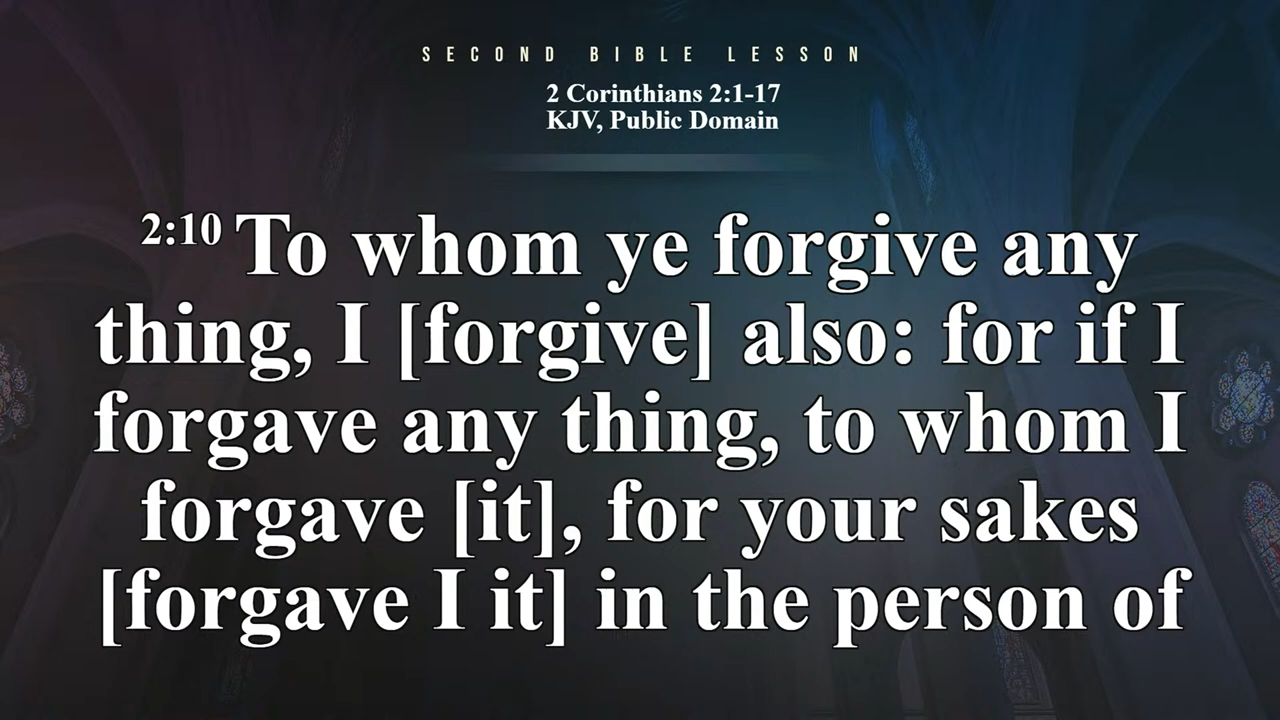 SECOND BIBLE LESSON
2 Corinthians 2:1-17
KJV, Public Domain
2:10 To whom ye forgive any
thing, I [forgive] also: for if I
forgave any thing, to whom I
forgave [it], for your sakes
[forgave I it] in the person of